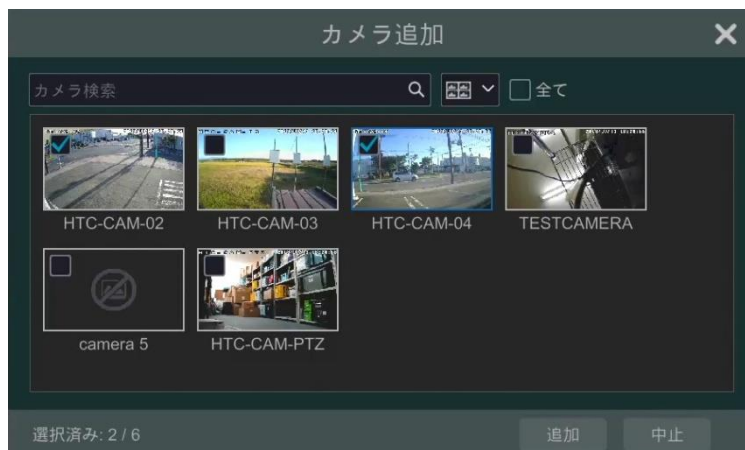 カメラ追加
カメラ検索
全て
HTC-CAM-02
HTC-CAM-03
HTC-CAM-04
TESTCAMERA
camera 5
HTC-CAM-PTZ
選択済み: 2 / 6
追加
中止